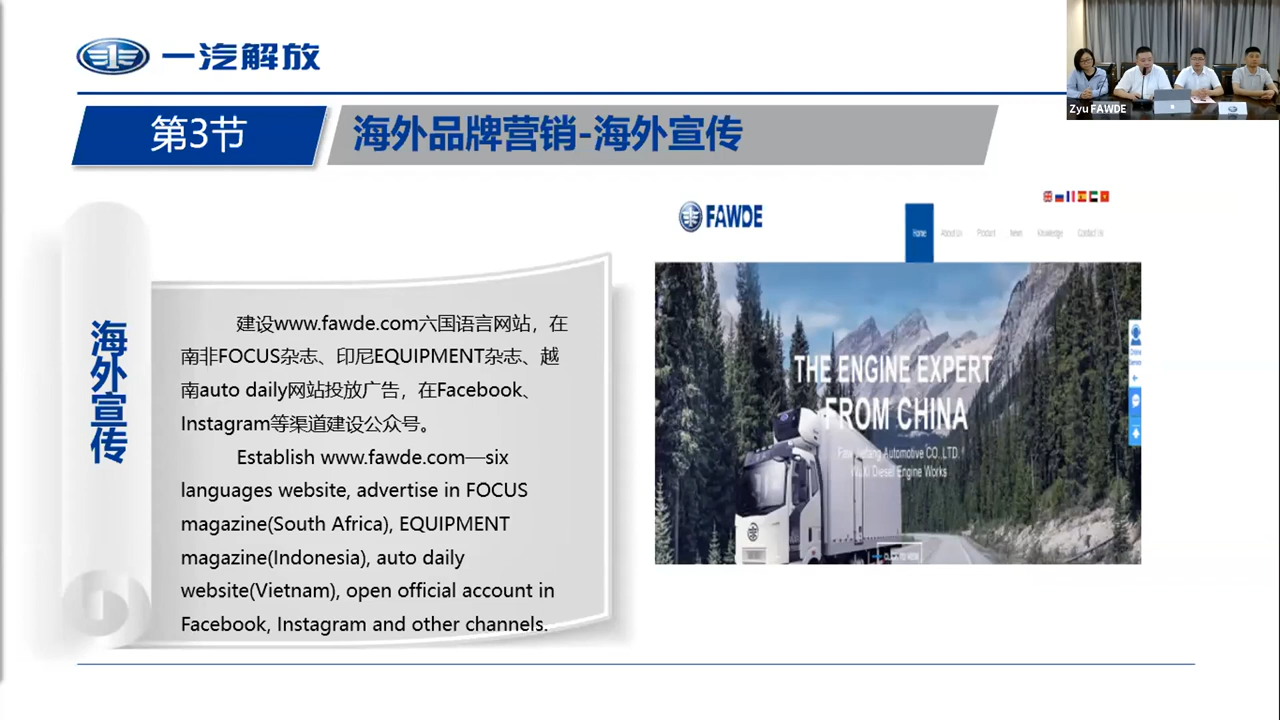 一汽解放
Zyu FAWDE
第3节
海外品牌营销-海外宣传
海外宣传
建设www.fawde.com六国语言网站，在
南非FOCUS杂志、印尼EQUIPMENT杂志、越
南auto daily网站投放广告，在Facebook、
Instagram等渠道建设公众号。
Establish www.fawde.com—six
languages website, advertise in FOCUS
magazine(South Africa), EQUIPMENT
magazine(Indonesia), auto daily
website(Vietnam), open official account in
Facebook, Instagram and other channels.
FAWDE
Home About Us Product News Knowledge Contact Us
THE ENGINE EXPERT
FROM CHINA
Faw Jiefang Automotive CO.,LTD.
Wuxi Diesel Engine Works